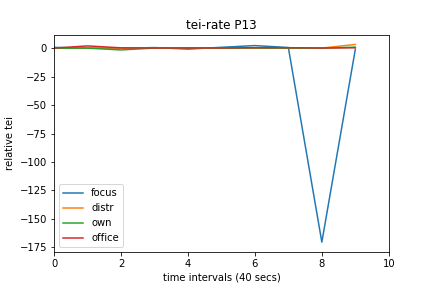 tei-rate P13
relative tei
0
−25
−50
−75
−100
−125
−150
−175
focus
distr
own
office
0 2 4 6 8 10
time intervals (40 secs)